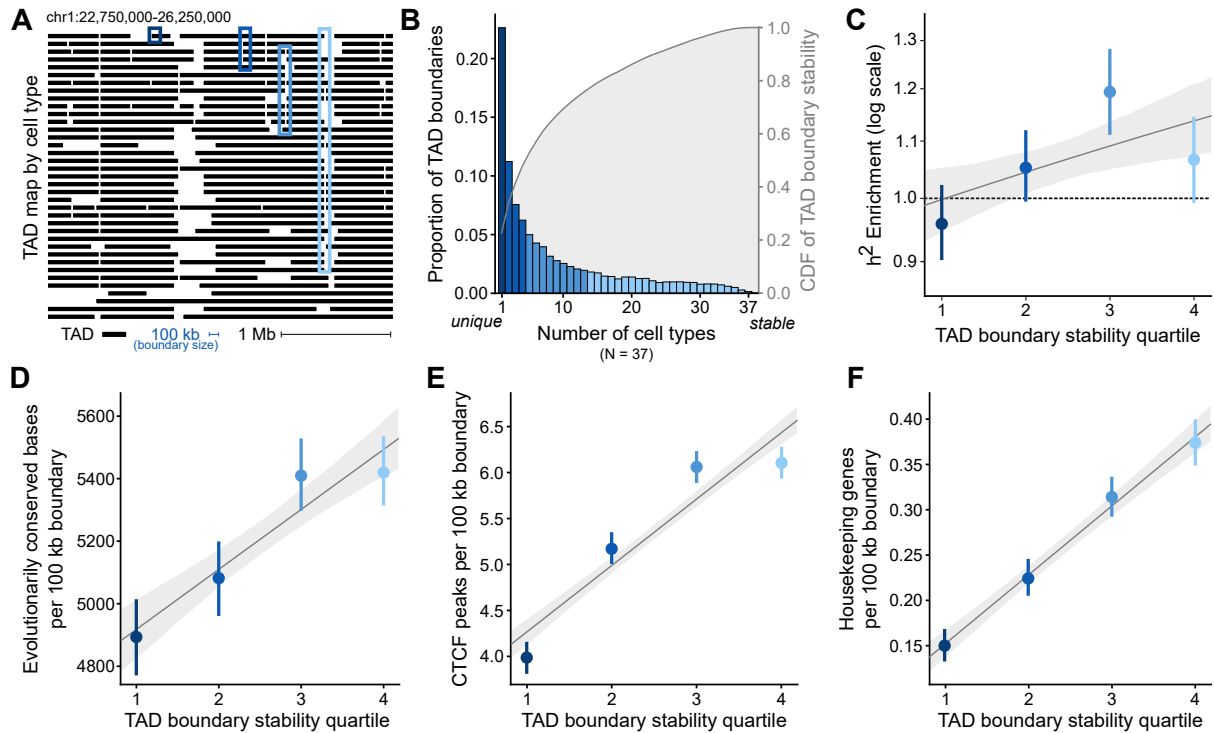 A
chr1:22,750,000-26,250,000
TAD map by cell type
TAD
100 kb
(boundary size)
1 Mb
B
Proportion of TAD boundaries
0.20
0.15
0.10
0.05
0.00
1
10
20
30
37
unique
stable
Number of cell types
(N = 37)
1.0
0.8
0.6
0.4
0.2
0.0
CDF of TAD boundary stability
C
h² Enrichment (log scale)
1.3
1.2
1.1
1.0
0.9
1
2
3
4
TAD boundary stability quartile
D
Evolutionarily conserved bases
per 100 kb boundary
5600
5400
5200
5000
4800
1
2
3
4
TAD boundary stability quartile
E
CTCF peaks per 100 kb boundary
6.5
6.0
5.5
5.0
4.5
4.0
1
2
3
4
TAD boundary stability quartile
F
Housekeeping genes
per 100 kb boundary
0.40
0.35
0.30
0.25
0.20
0.15
1
2
3
4
TAD boundary stability quartile